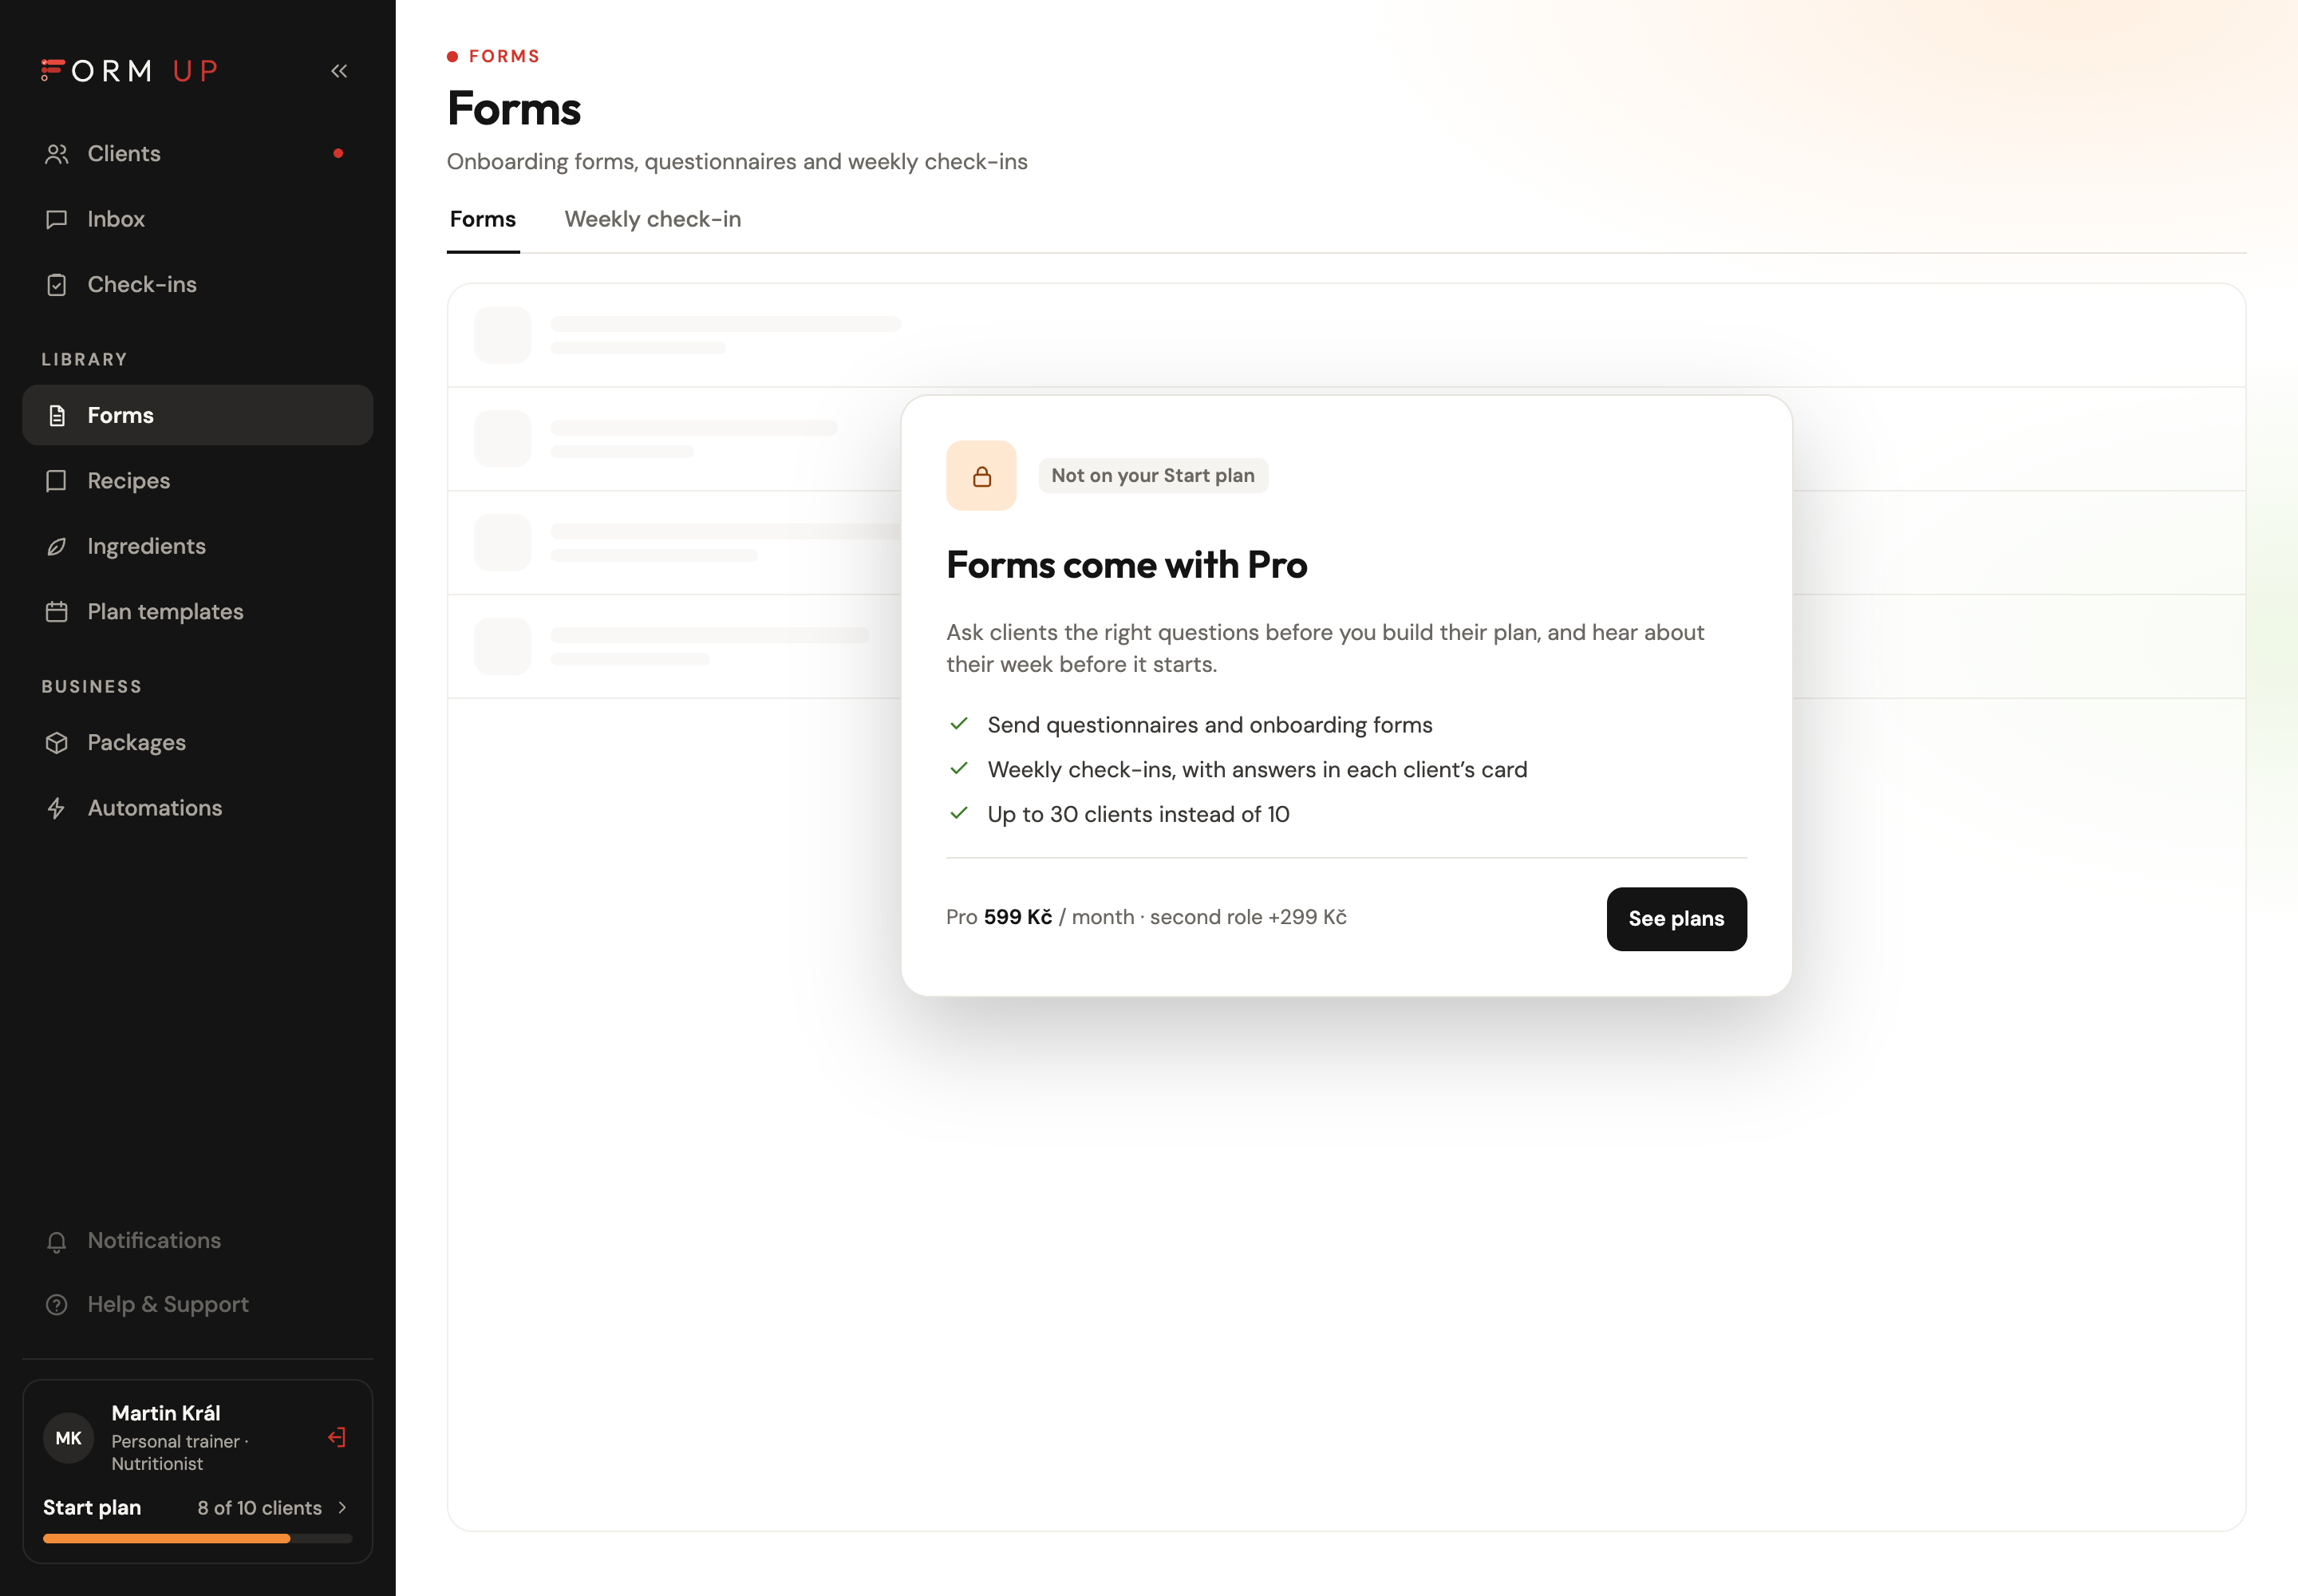 FORM UP
Clients
Inbox
Check-ins
LIBRARY
Forms
Recipes
Ingredients
Plan templates
BUSINESS
Packages
Automations
Notifications
Help & Support
MK
Martin Král
Personal trainer ·
Nutritionist
Start plan
8 of 10 clients
FORMS
Forms
Onboarding forms, questionnaires and weekly check-ins
Forms
Weekly check-in
Not on your Start plan
Forms come with Pro
Ask clients the right questions before you build their plan, and hear about
their week before it starts.
Send questionnaires and onboarding forms
Weekly check-ins, with answers in each client’s card
Up to 30 clients instead of 10
Pro 599 Kč / month · second role +299 Kč
See plans